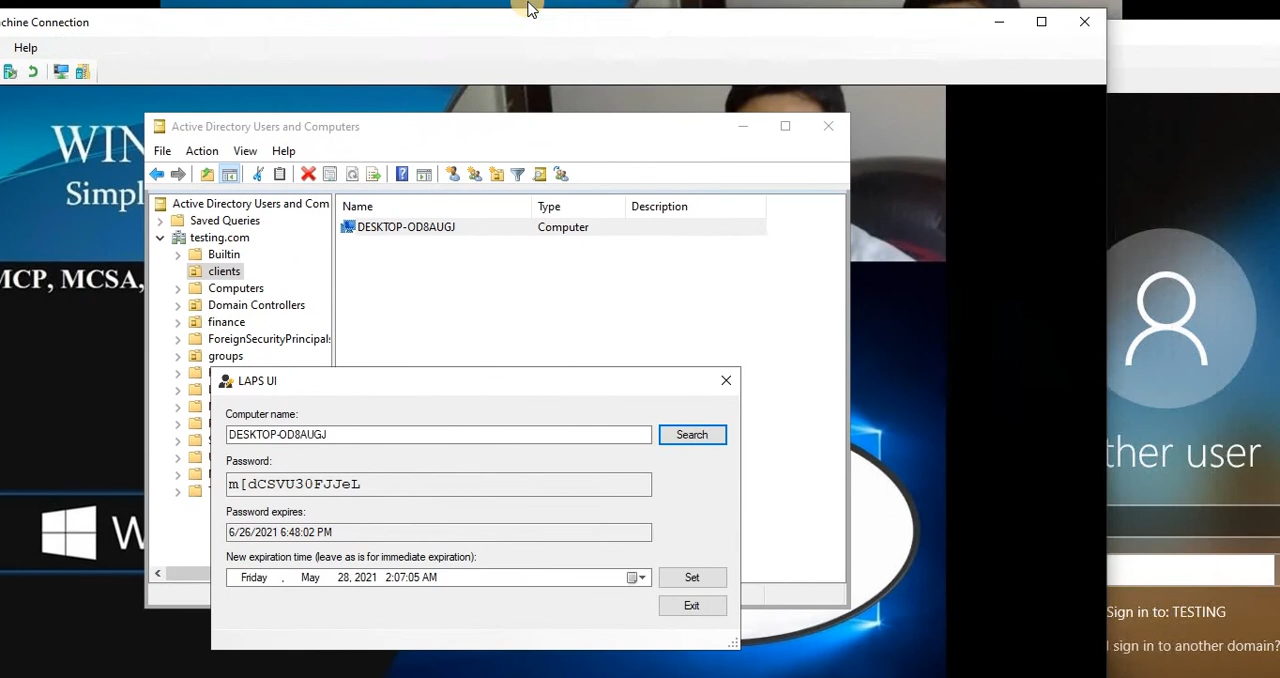 chine Connection
Help
WIN
Simpl
MCP, MCSA,
W
Active Directory Users and Computers
File Action View Help
Active Directory Users and Com
Saved Queries
testing.com
Builtin
clients
Computers
Domain Controllers
finance
ForeignSecurityPrincipals
groups
Name Type Description
DESKTOP-OD8AUGJ Computer
LAPS UI
Computer name:
DESKTOP-OD8AUGJ Search
Password:
m[dCSVU30FJJeL
Password expires:
6/26/2021 6:48:02 PM
New expiration time (leave as is for immediate expiration):
Friday , May 28, 2021 2:07:05 AM Set
Exit
ther user
Sign in to: TESTING
I sign in to another domain?